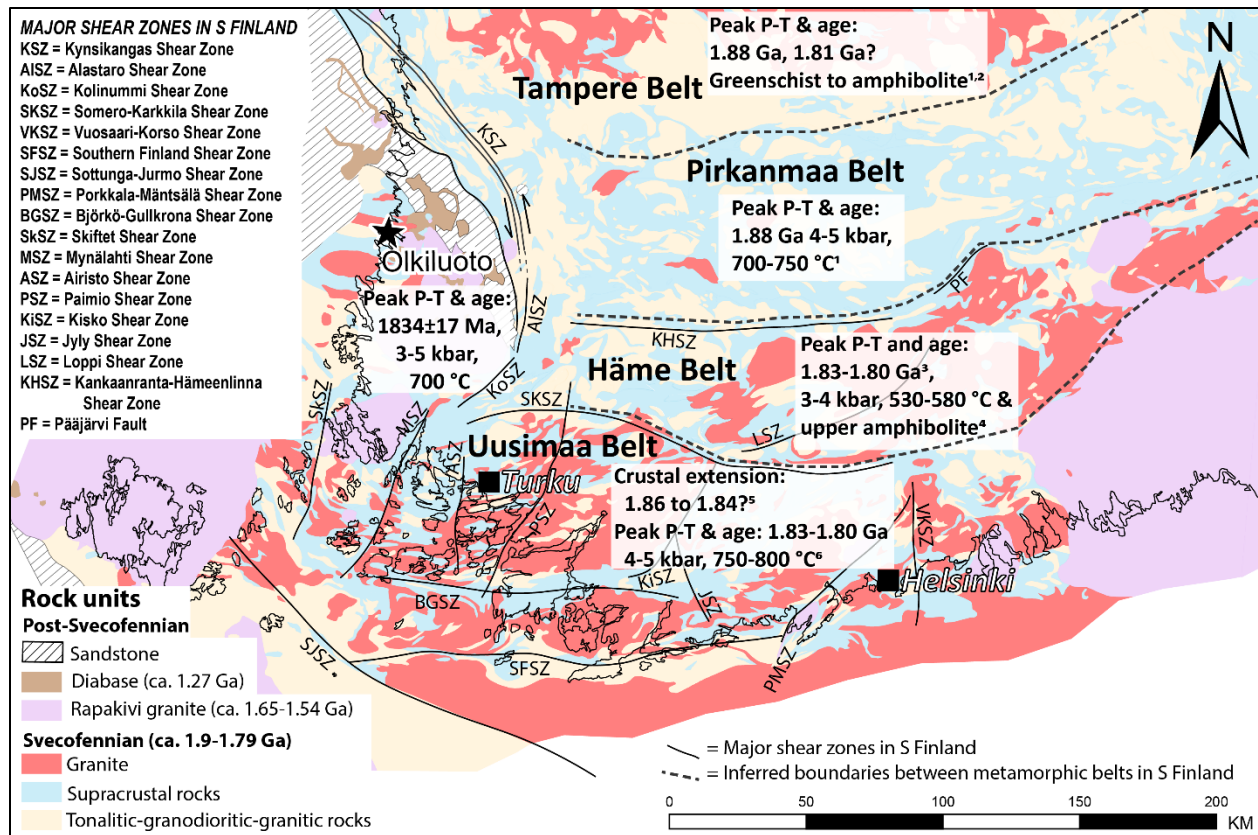 MAJOR SHEAR ZONES IN S FINLAND
KSZ = Kynsikangas Shear Zone
AISZ = Alastaro Shear Zone
KoSZ = Kolinummi Shear Zone
SKSZ = Somero-Karkkila Shear Zone
VKSZ = Vuosaari-Korso Shear Zone
SFSZ = Southern Finland Shear Zone
SJSZ = Sottunga-Jurmo Shear Zone
PMSZ = Porkkala-Mäntsälä Shear Zone
BGSZ = Björkö-Gullkrona Shear Zone
SkSZ = Skiftet Shear Zone
MSZ = Mynälahti Shear Zone
ASZ = Airisto Shear Zone
PSZ = Paimio Shear Zone
KiSZ = Kisko Shear Zone
JSZ = Jyly Shear Zone
LSZ = Loppi Shear Zone
KHSZ = Kankaanranta-Hämeenlinna
Shear Zone
PF = Pääjärvi Fault
Peak P-T & age:
1.88 Ga, 1.81 Ga?
Greenschist to amphibolite¹,²
Tampere Belt
N
KSZ
Pirkanmaa Belt
Peak P-T & age:
1.88 Ga 4-5 kbar,
700-750 °C¹
Olkiluoto
Peak P-T & age:
1834±17 Ma,
3-5 kbar,
700 °C
AISZ
PF
KHSZ
Häme Belt
Peak P-T and age:
1.83-1.80 Ga³,
3-4 kbar, 530-580 °C &
upper amphibolite⁴
KoSZ
SkSZ
SKSZ
MSZ
LSZ
Uusimaa Belt
ASZ
Turku
PSZ
Crustal extension:
1.86 to 1.84?⁵
Peak P-T & age: 1.83-1.80 Ga
4-5 kbar, 750-800 °C⁶
VKSZ
KiSZ
Helsinki
BGSZ
JSZ
SJSZ
SFSZ
PMSZ
Rock units
Post-Svecofennian
Sandstone
Diabase (ca. 1.27 Ga)
Rapakivi granite (ca. 1.65-1.54 Ga)
Svecofennian (ca. 1.9-1.79 Ga)
Granite
Supracrustal rocks
Tonalitic-granodioritic-granitic rocks
= Major shear zones in S Finland
= Inferred boundaries between metamorphic belts in S Finland
0 50 100 150 200
KM